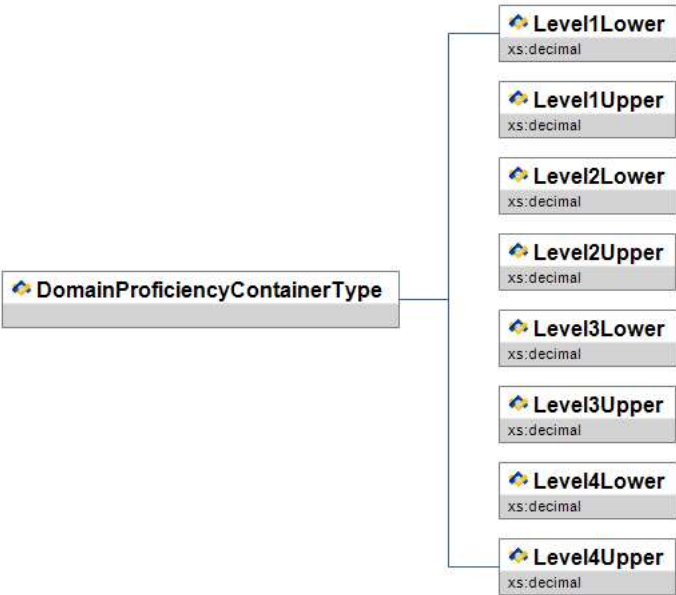 Level1Lower
xs:decimal
Level1Upper
xs:decimal
Level2Lower
xs:decimal
Level2Upper
xs:decimal
DomainProficiencyContainerType
Level3Lower
xs:decimal
Level3Upper
xs:decimal
Level4Lower
xs:decimal
Level4Upper
xs:decimal